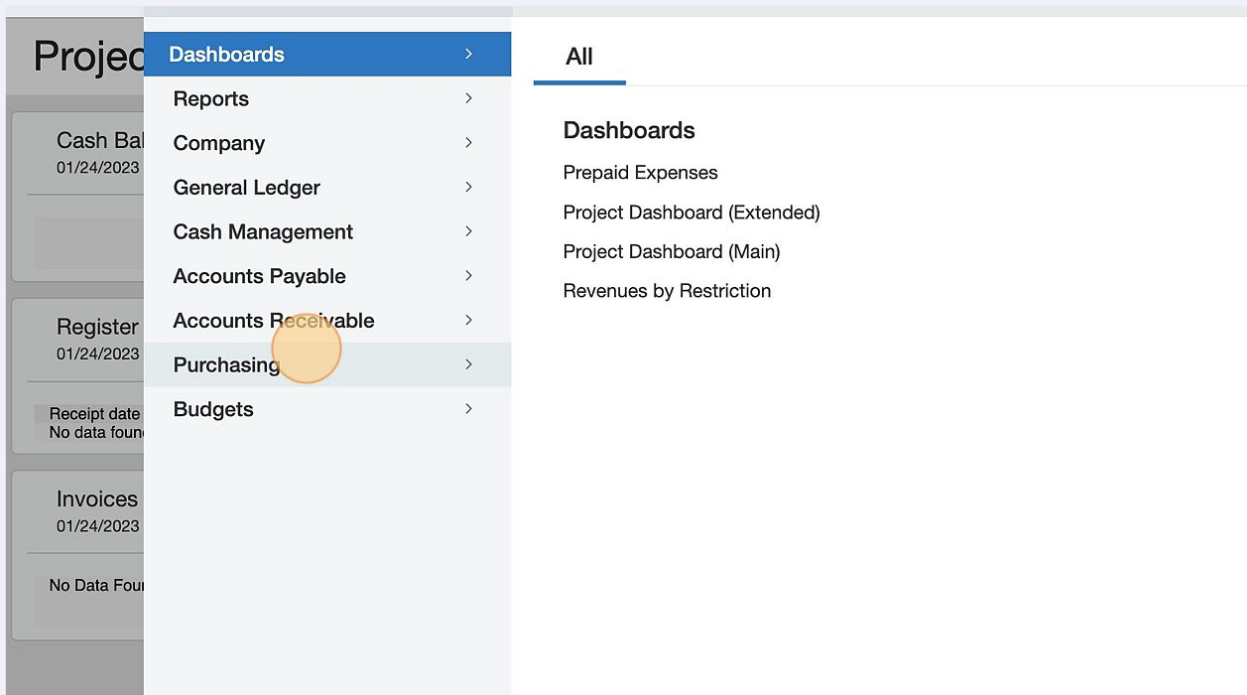 Projec
Cash Bal
01/24/2023
Register
01/24/2023
Receipt date
No data foun
Invoices
01/24/2023
No Data Foun
Dashboards
Reports
Company
General Ledger
Cash Management
Accounts Payable
Accounts Receivable
Purchasing
Budgets
All
Dashboards
Prepaid Expenses
Project Dashboard (Extended)
Project Dashboard (Main)
Revenues by Restriction